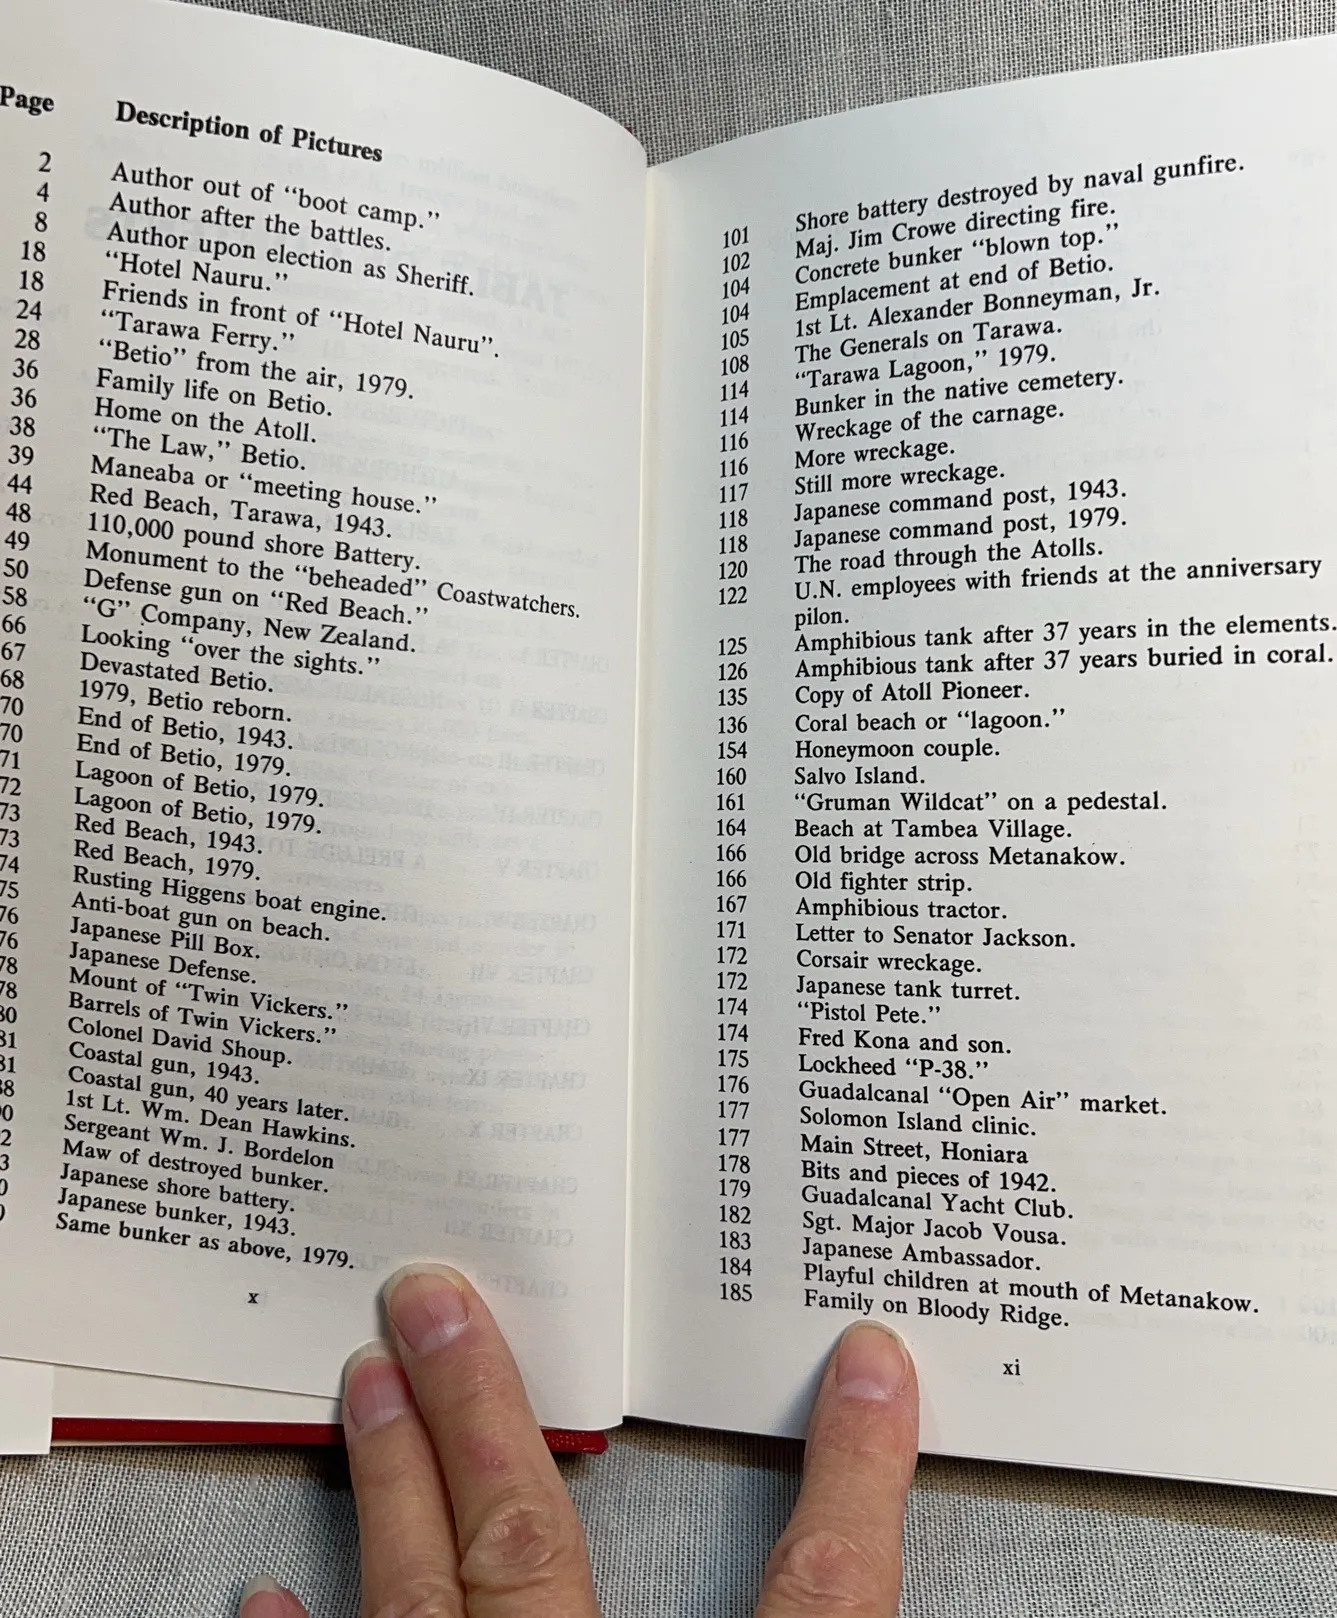 Page Description of Pictures
2 Author out of “boot camp.”
4 Author after the battles.
8 Author upon election as Sheriff.
18 “Hotel Nauru.”
18 Friends in front of “Hotel Nauru”.
24 “Tarawa Ferry.”
28 “Betio” from the air, 1979.
36 Family life on Betio.
36 Home on the Atoll.
38 “The Law,” Betio.
39 Maneaba or “meeting house.”
44 Red Beach, Tarawa, 1943.
48 110,000 pound shore Battery.
49 Monument to the “beheaded” Coastwatchers.
50 Defense gun on “Red Beach.”
58 “G” Company, New Zealand.
66 Looking “over the sights.”
67 Devastated Betio.
68 1979, Betio reborn.
70 End of Betio, 1943.
70 End of Betio, 1979.
71 Lagoon of Betio, 1979.
72 Lagoon of Betio, 1979.
73 Red Beach, 1943.
73 Red Beach, 1979.
74 Rusting Higgens boat engine.
75 Anti-boat gun on beach.
76 Japanese Pill Box.
76 Japanese Defense.
78 Mount of “Twin Vickers.”
78 Barrels of Twin Vickers.”
80 Colonel David Shoup.
81 Coastal gun, 1943.
81 Coastal gun, 40 years later.
88 1st Lt. Wm. Dean Hawkins.
Sergeant Wm. J. Bordelon
Maw of destroyed bunker.
Japanese shore battery.
Japanese bunker, 1943.
Same bunker as above, 1979.
x
101 Shore battery destroyed by naval gunfire.
102 Maj. Jim Crowe directing fire.
104 Concrete bunker “blown top.”
104 Emplacement at end of Betio.
105 1st Lt. Alexander Bonneyman, Jr.
108 The Generals on Tarawa.
114 “Tarawa Lagoon,” 1979.
114 Bunker in the native cemetery.
116 Wreckage of the carnage.
116 More wreckage.
117 Still more wreckage.
118 Japanese command post, 1943.
118 Japanese command post, 1979.
120 The road through the Atolls.
122 U.N. employees with friends at the anniversary
pilon.
125 Amphibious tank after 37 years in the elements.
126 Amphibious tank after 37 years buried in coral.
135 Copy of Atoll Pioneer.
136 Coral beach or “lagoon.”
154 Honeymoon couple.
160 Salvo Island.
161 “Gruman Wildcat” on a pedestal.
164 Beach at Tambea Village.
166 Old bridge across Metanakow.
166 Old fighter strip.
167 Amphibious tractor.
171 Letter to Senator Jackson.
172 Corsair wreckage.
172 Japanese tank turret.
174 “Pistol Pete.”
174 Fred Kona and son.
175 Lockheed “P-38.”
176 Guadalcanal “Open Air” market.
177 Solomon Island clinic.
177 Main Street, Honiara
178 Bits and pieces of 1942.
179 Guadalcanal Yacht Club.
182 Sgt. Major Jacob Vousa.
183 Japanese Ambassador.
184 Playful children at mouth of Metanakow.
185 Family on Bloody Ridge.
xi